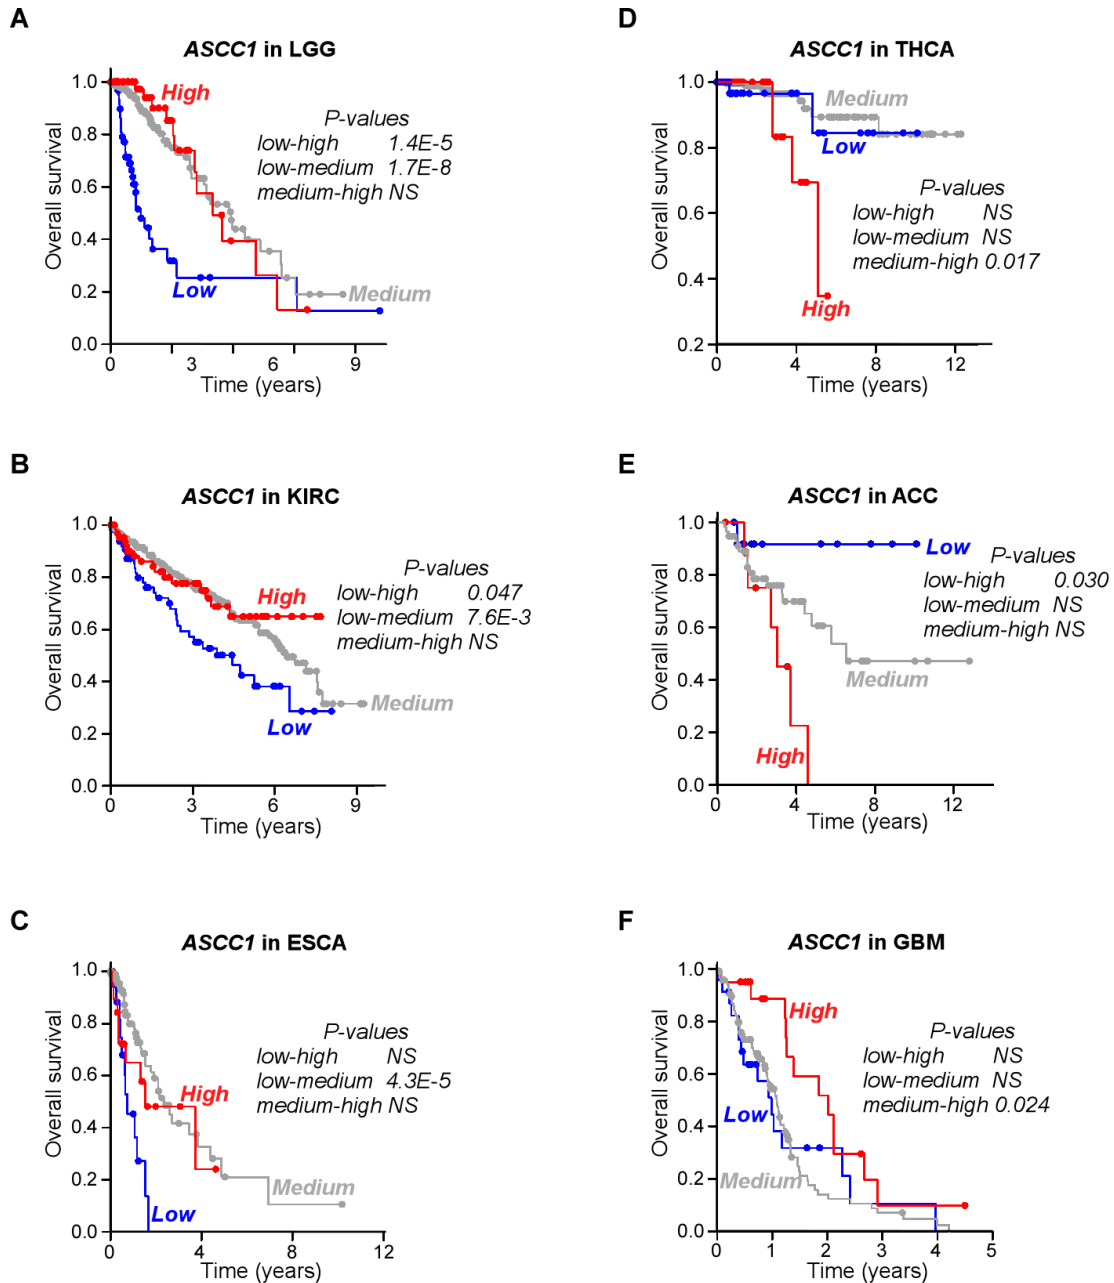 A
ASCC1 in LGG
1.0
0.8
0.6
0.4
0.2
0.0
Overall survival
High
Low
Medium
P-values
low-high 1.4E-5
low-medium 1.7E-8
medium-high NS
0 3 6 9
Time (years)
B
ASCC1 in KIRC
1.0
0.8
0.6
0.4
0.2
0.0
Overall survival
High
Low
Medium
P-values
low-high 0.047
low-medium 7.6E-3
medium-high NS
0 3 6 9
Time (years)
C
ASCC1 in ESCA
1.0
0.8
0.6
0.4
0.2
0.0
Overall survival
High
Medium
Low
P-values
low-high NS
low-medium 4.3E-5
medium-high NS
0 4 8 12
Time (years)
D
ASCC1 in THCA
1.0
0.8
0.6
0.4
0.2
Overall survival
Medium
Low
High
P-values
low-high NS
low-medium NS
medium-high 0.017
4 8 12
Time (years)
E
ASCC1 in ACC
1.0
0.8
0.6
0.4
0.2
0.0
Overall survival
Low
Medium
High
P-values
low-high 0.030
low-medium NS
medium-high NS
0 4 8 12
Time (years)
F
ASCC1 in GBM
1.0
0.8
0.6
0.4
0.2
0.0
Overall survival
High
Low
Medium
P-values
low-high NS
low-medium NS
medium-high 0.024
0 1 2 3 4 5
Time (years)